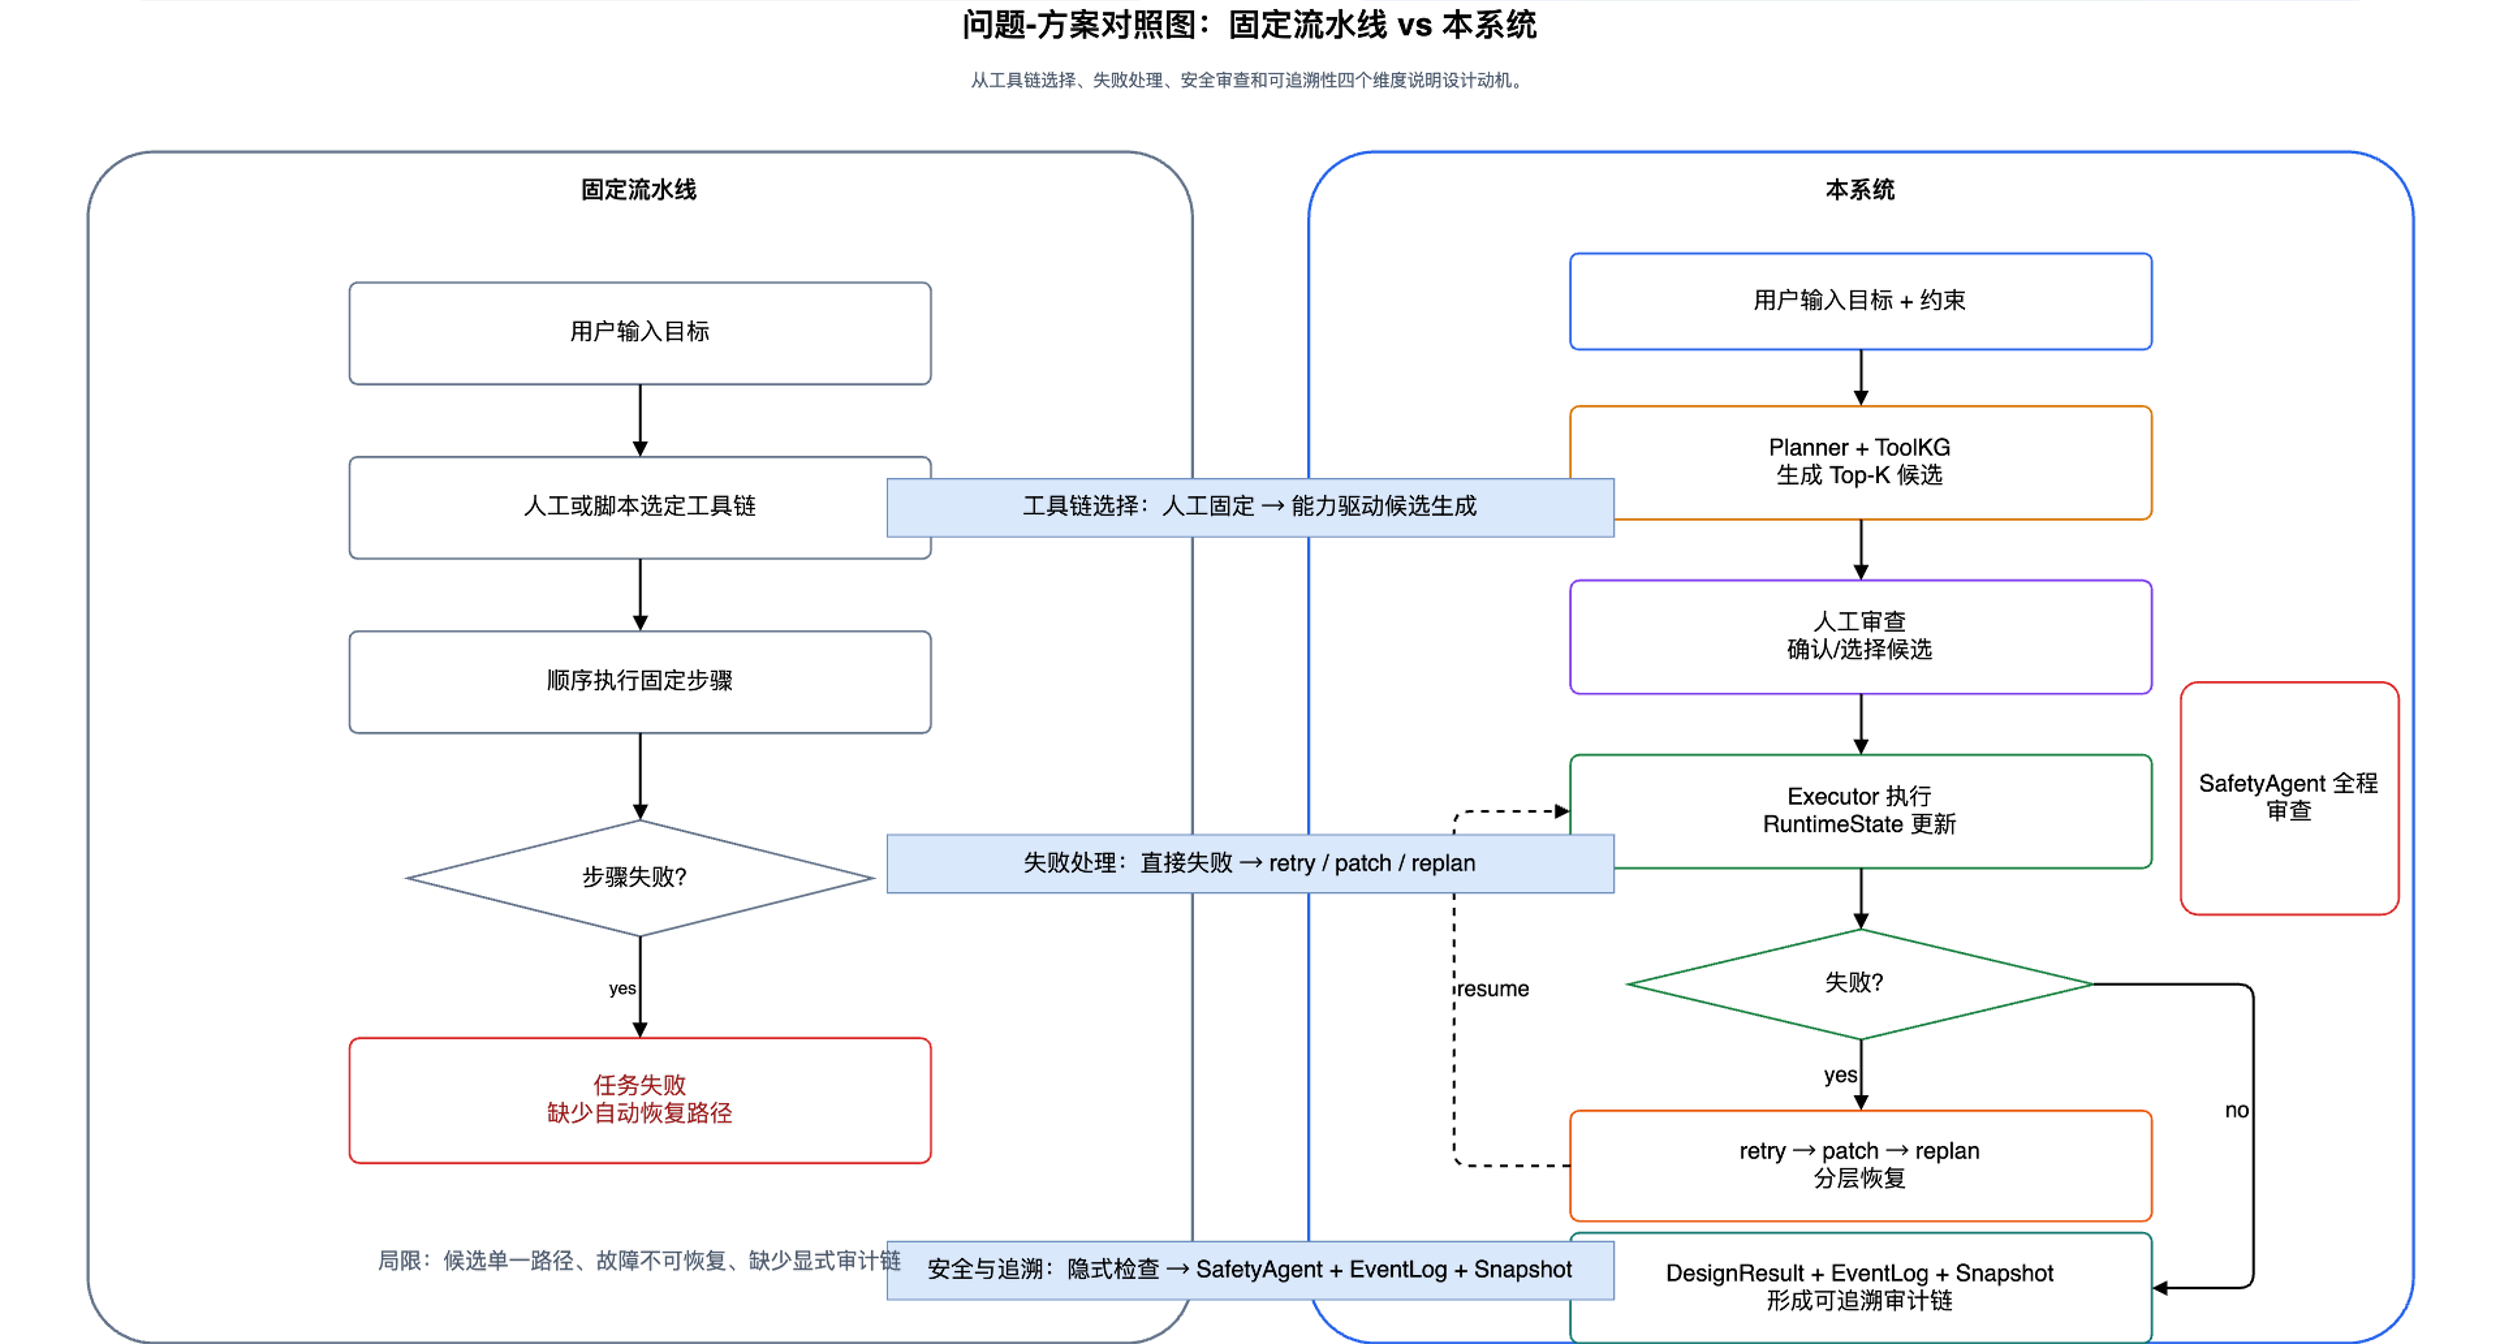 问题-方案对照图：固定流水线 vs 本系统
从工具链选择、失败处理、安全审查和可追溯性四个维度说明设计动机。
固定流水线
用户输入目标
人工或脚本选定工具链
顺序执行固定步骤
步骤失败?
yes
任务失败
缺少自动恢复路径
局限：候选单一路径、故障不可恢复、缺少显式审计链
工具链选择：人工固定 → 能力驱动候选生成
失败处理：直接失败 → retry / patch / replan
安全与追溯：隐式检查 → SafetyAgent + EventLog + Snapshot
本系统
用户输入目标 + 约束
Planner + ToolKG
生成 Top-K 候选
人工审查
确认/选择候选
Executor 执行
RuntimeState 更新
SafetyAgent 全程
审查
失败?
resume
yes
no
retry → patch → replan
分层恢复
DesignResult + EventLog + Snapshot
形成可追溯审计链